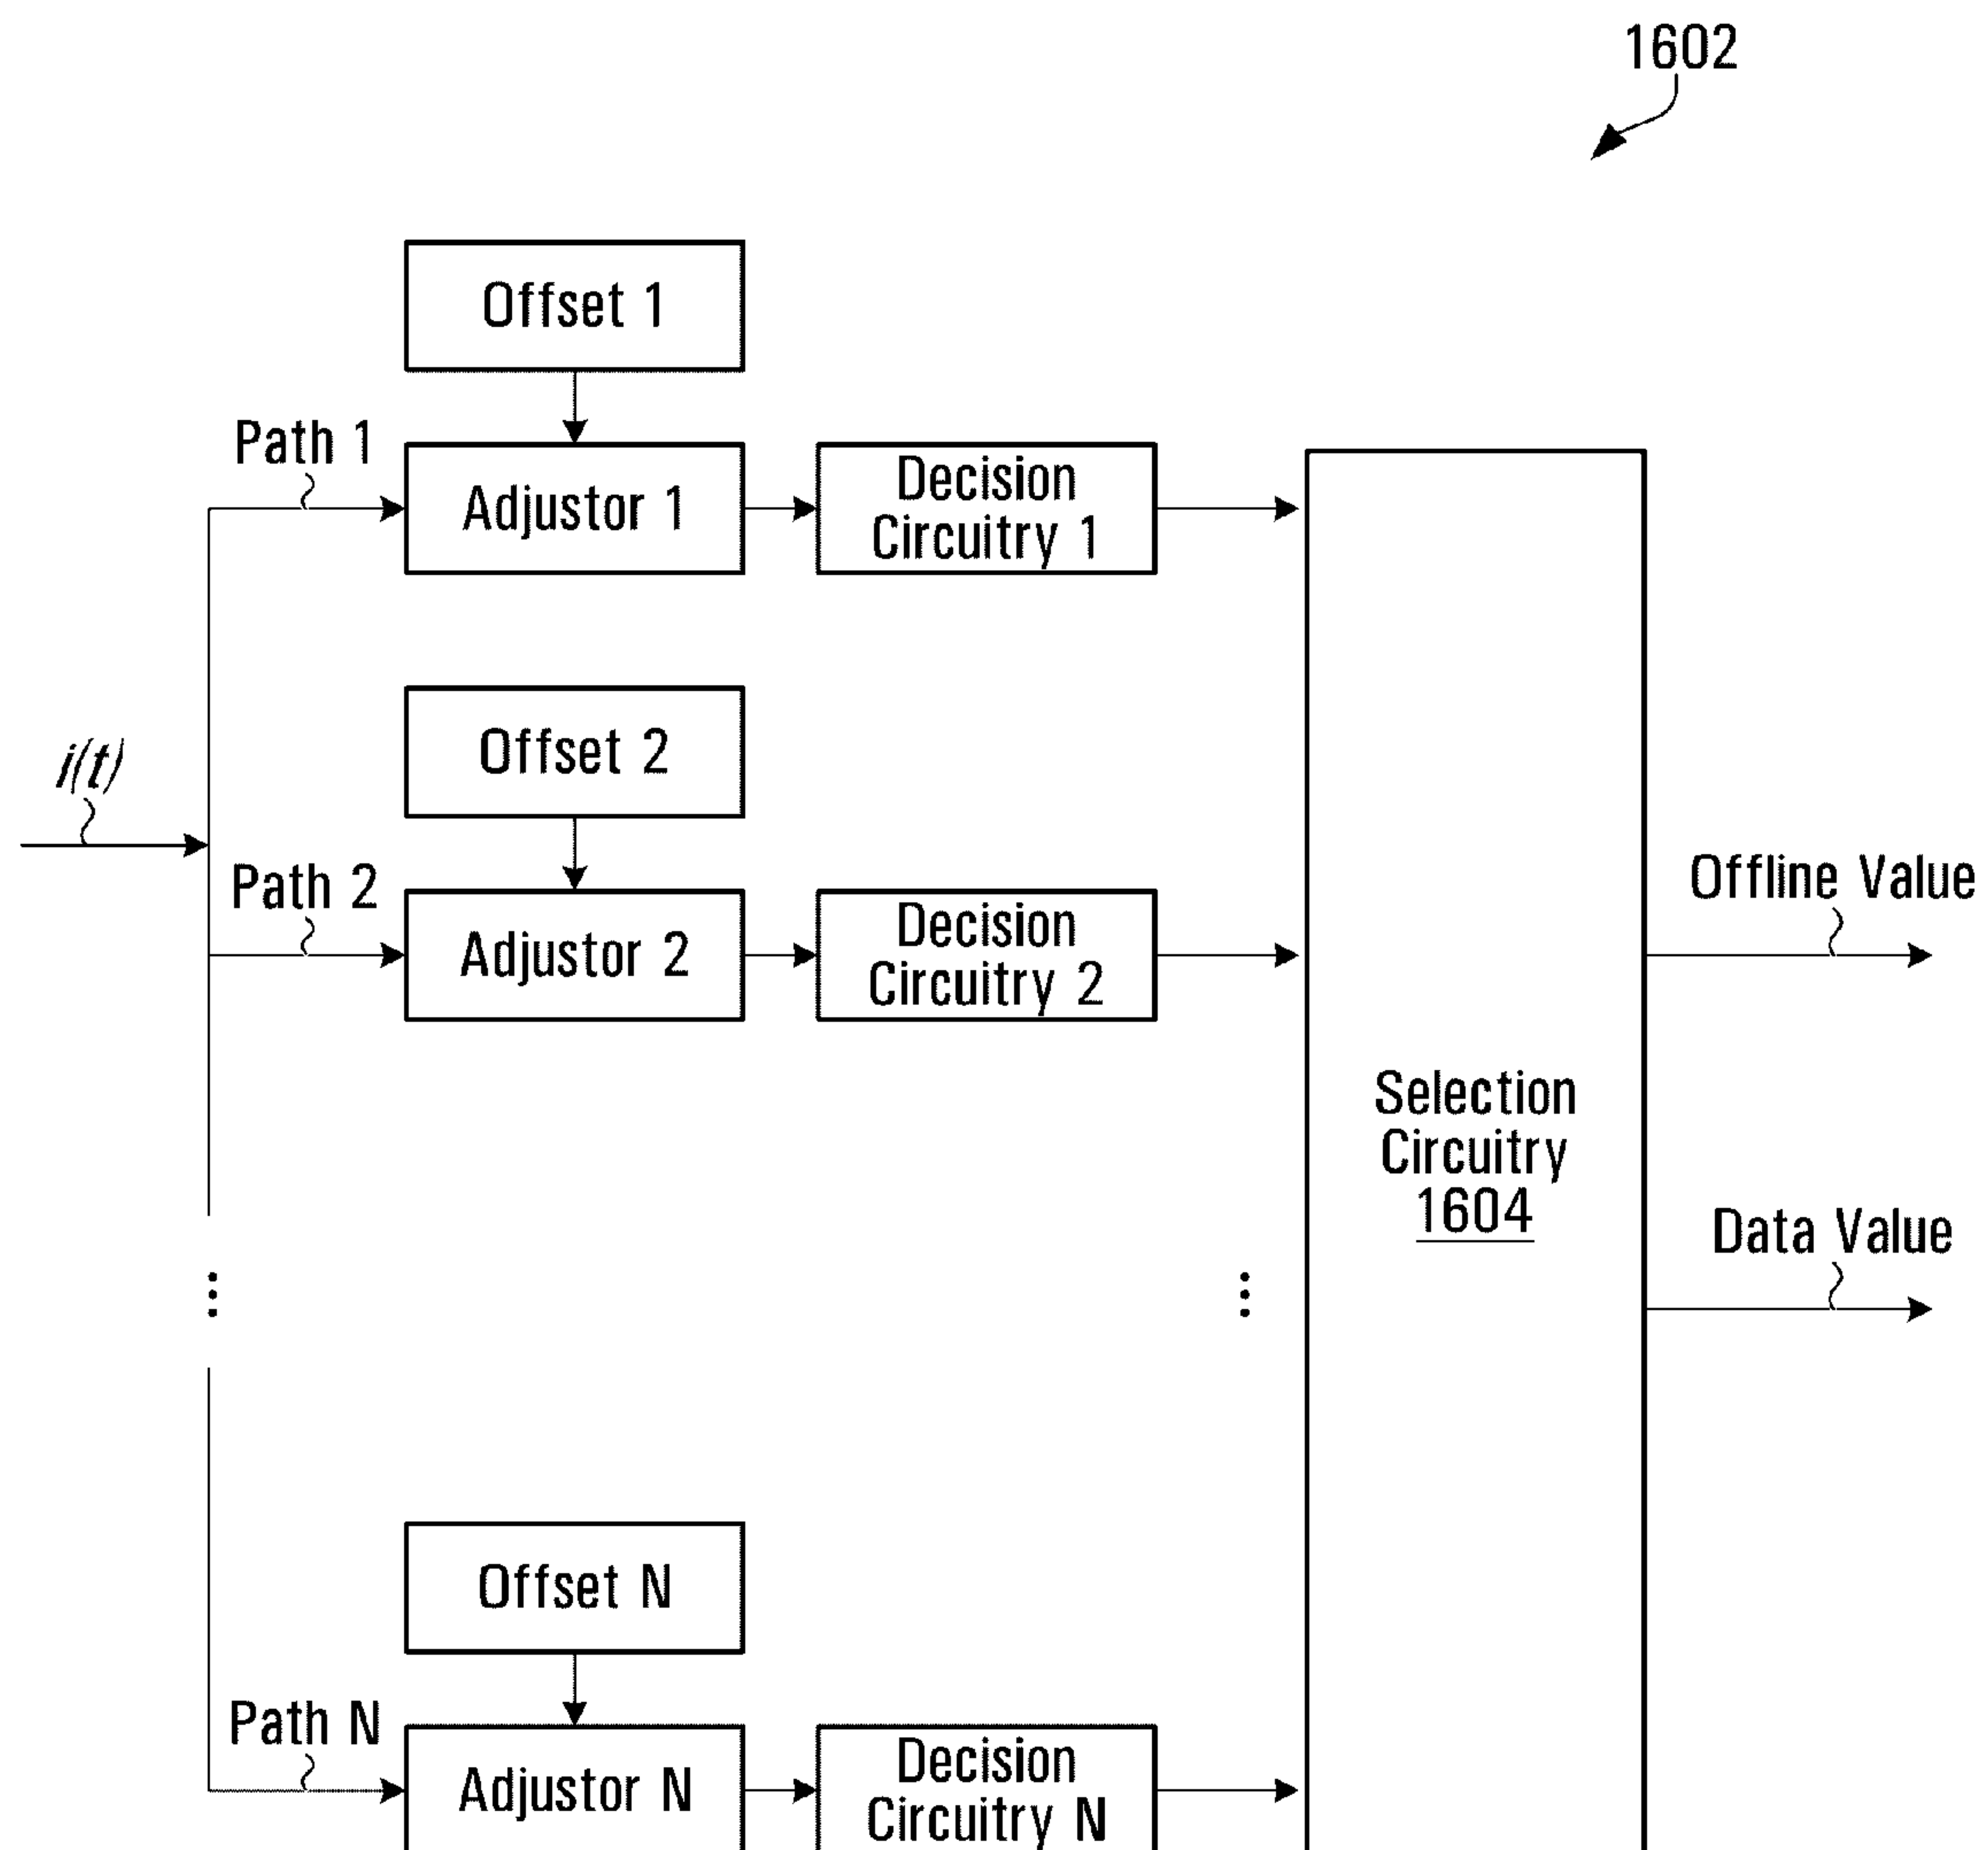 1602
Offset 1
Path 1
Adjustor 1
Decision
Circuitry 1
Offset 2
i(t)
Path 2
Adjustor 2
Decision
Circuitry 2
Offline Value
Selection
Circuitry
1604
Data Value
Offset N
Path N
Adjustor N
Decision
Circuitry N